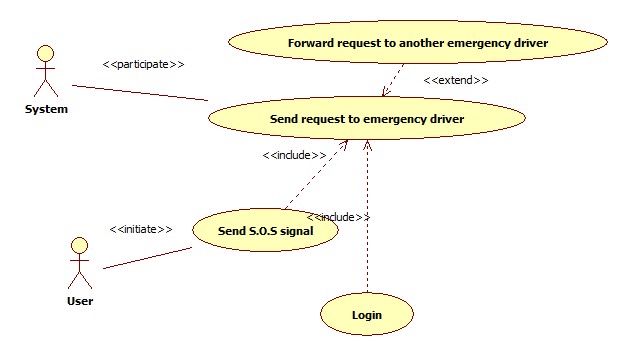 Forward request to another emergency driver
<<participate>>
<<extend>>
System
Send request to emergency driver
<<include>>
<<include>>
<<initiate>>
Send S.O.S signal
User
Login